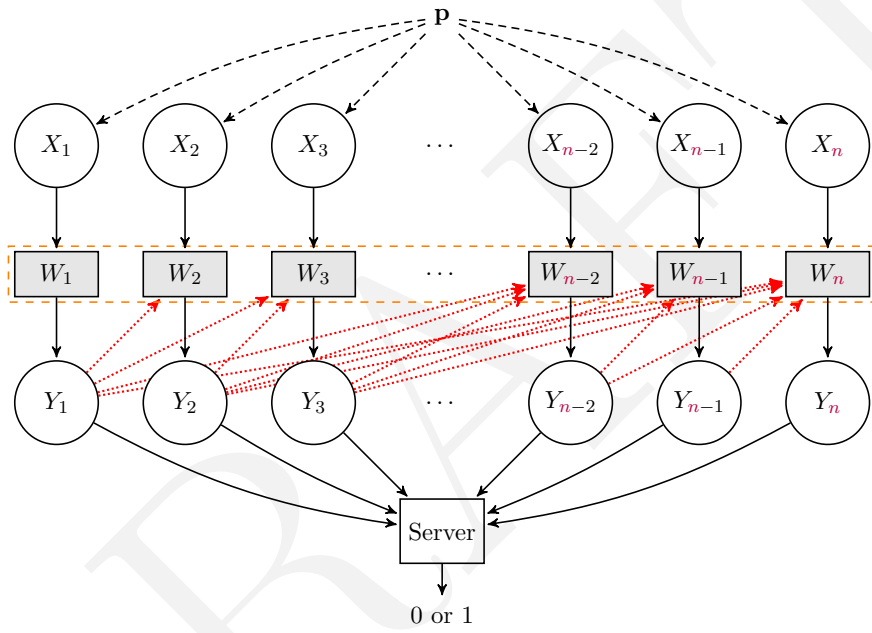 p
X₁ X₂ X₃ ... Xₙ₋₂ Xₙ₋₁ Xₙ
W₁ W₂ W₃ ... Wₙ₋₂ Wₙ₋₁ Wₙ
Y₁ Y₂ Y₃ ... Yₙ₋₂ Yₙ₋₁ Yₙ
Server
0 or 1